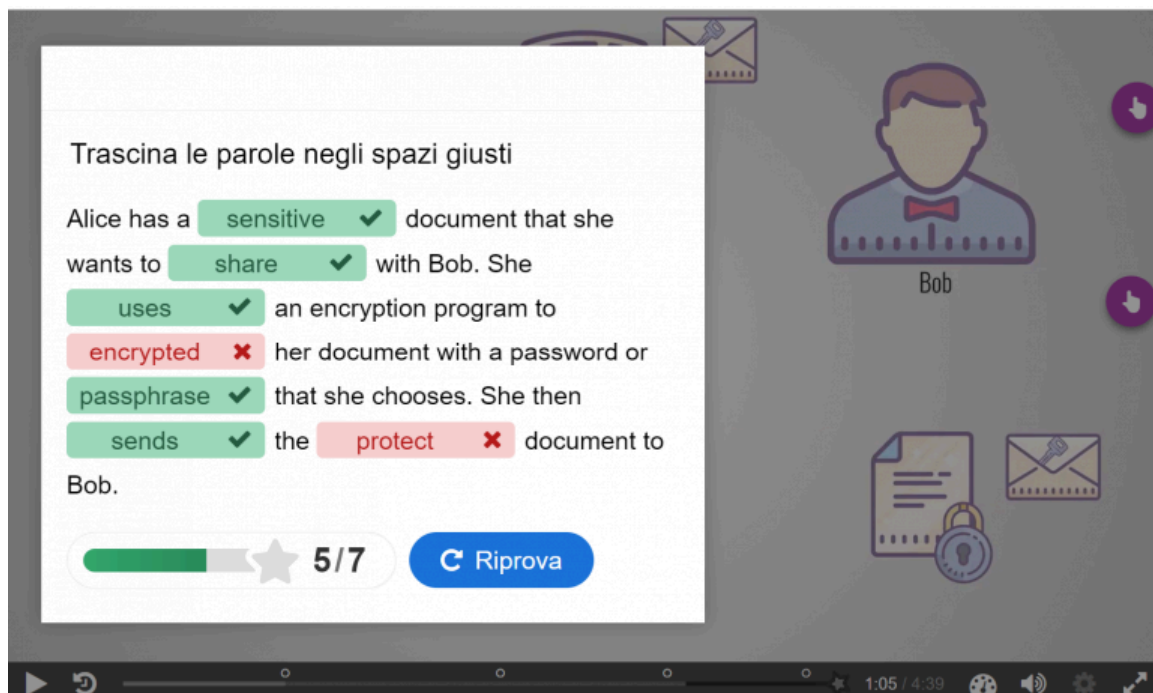 Trascina le parole negli spazi giusti
Alice has a sensitive document that she
wants to share with Bob. She
uses an encryption program to
encrypted her document with a password or
passphrase that she chooses. She then
sends the protect document to
Bob.
5/7 Riprova
Bob
1:05 / 4:39